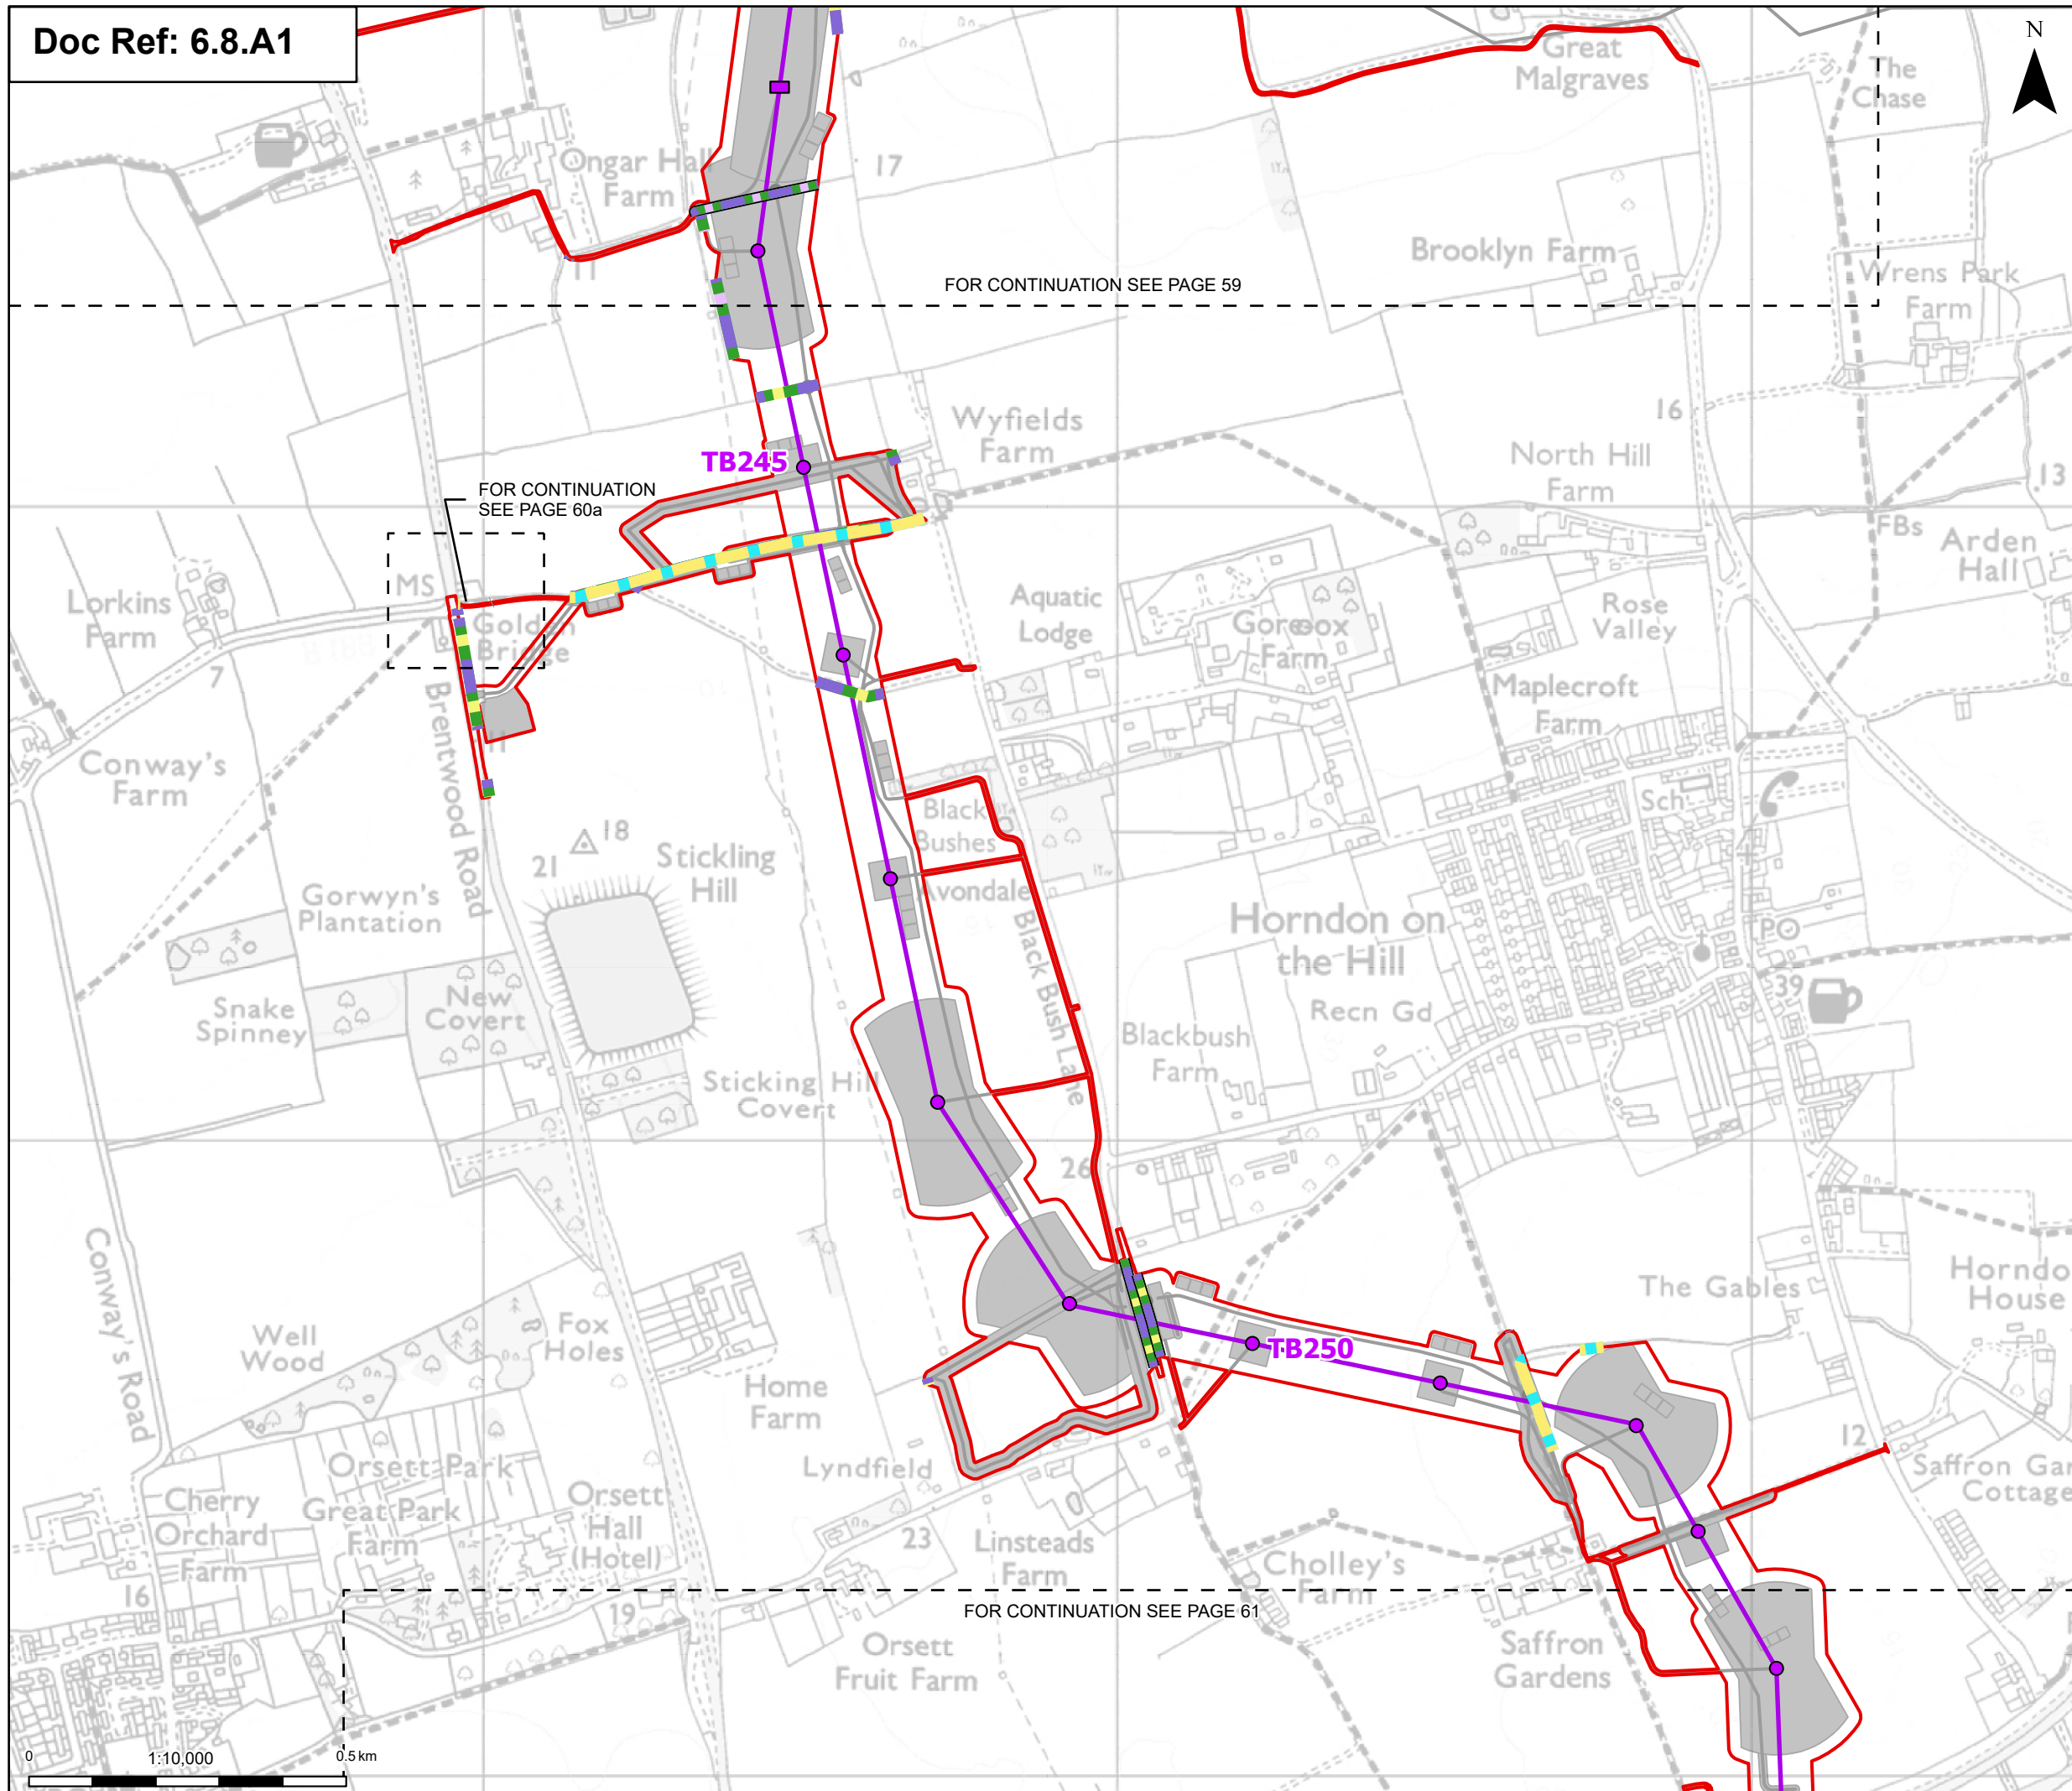 Doc Ref: 6.8.A1
N
Great
Malgraves
The
Chase
Ongar Hall
Farm
17
11
Brooklyn Farm
FOR CONTINUATION SEE PAGE 59
Wrens Park
Farm
Wyfields
Farm
16
TB245
North Hill
Farm
13
FOR CONTINUATION
SEE PAGE 60a
FBs
Arden
Hall
MS
Lorkins
Farm
Golden
Bridge
Aquatic
Lodge
Gore
Farm
Rose
Valley
7
Maplecroft
Farm
Brentwood Road
11
Conway's
Farm
Sch
Black
Bushes
18
21
Stickling
Hill
Gorwyn's
Plantation
Avondale
Black Bush Lane
Horndon on
the Hill
PO
39
Snake
Spinney
New
Covert
Recn Gd
Blackbush
Farm
Sticking Hill
Covert
26
Conway's Road
The Gables
Horndo
House
Well
Wood
Fox
Holes
TB250
Home
Farm
12
Saffron Gar
Cottage
Orsett Park
Lyndfield
Cherry
Orchard
Farm
Great Park
Farm
Orsett
Hall
(Hotel)
23
Linsteads
Farm
Cholley's
Farm
16
19
FOR CONTINUATION SEE PAGE 61
Orsett
Fruit Farm
Saffron
Gardens
0
1:10,000
0.5 km